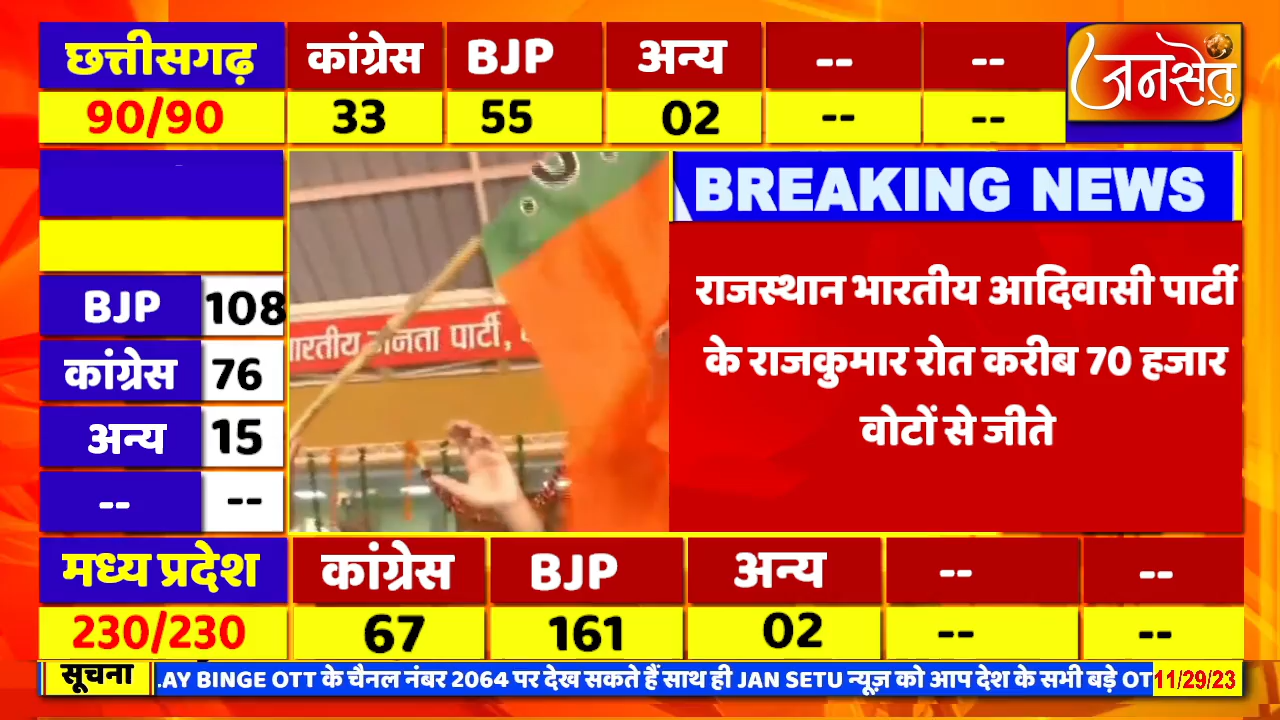 छत्तीसगढ़ कांग्रेस BJP अन्य -- --
जनसेतु
90/90 33 55 02 -- --
BREAKING NEWS
राजस्थान भारतीय आदिवासी पार्टी
के राजकुमार रोत करीब 70 हजार
वोटों से जीते
BJP 108
कांग्रेस 76
अन्य 15
-- --
जनता पार्टी,
मध्य प्रदेश कांग्रेस BJP अन्य -- --
230/230 67 161 02 -- --
सूचना AY BINGE OTT के चैनल नंबर 2064 पर देख सकते हैं साथ ही JAN SETU न्यूज़ को आप देश के सभी बड़े OT 11/29/23